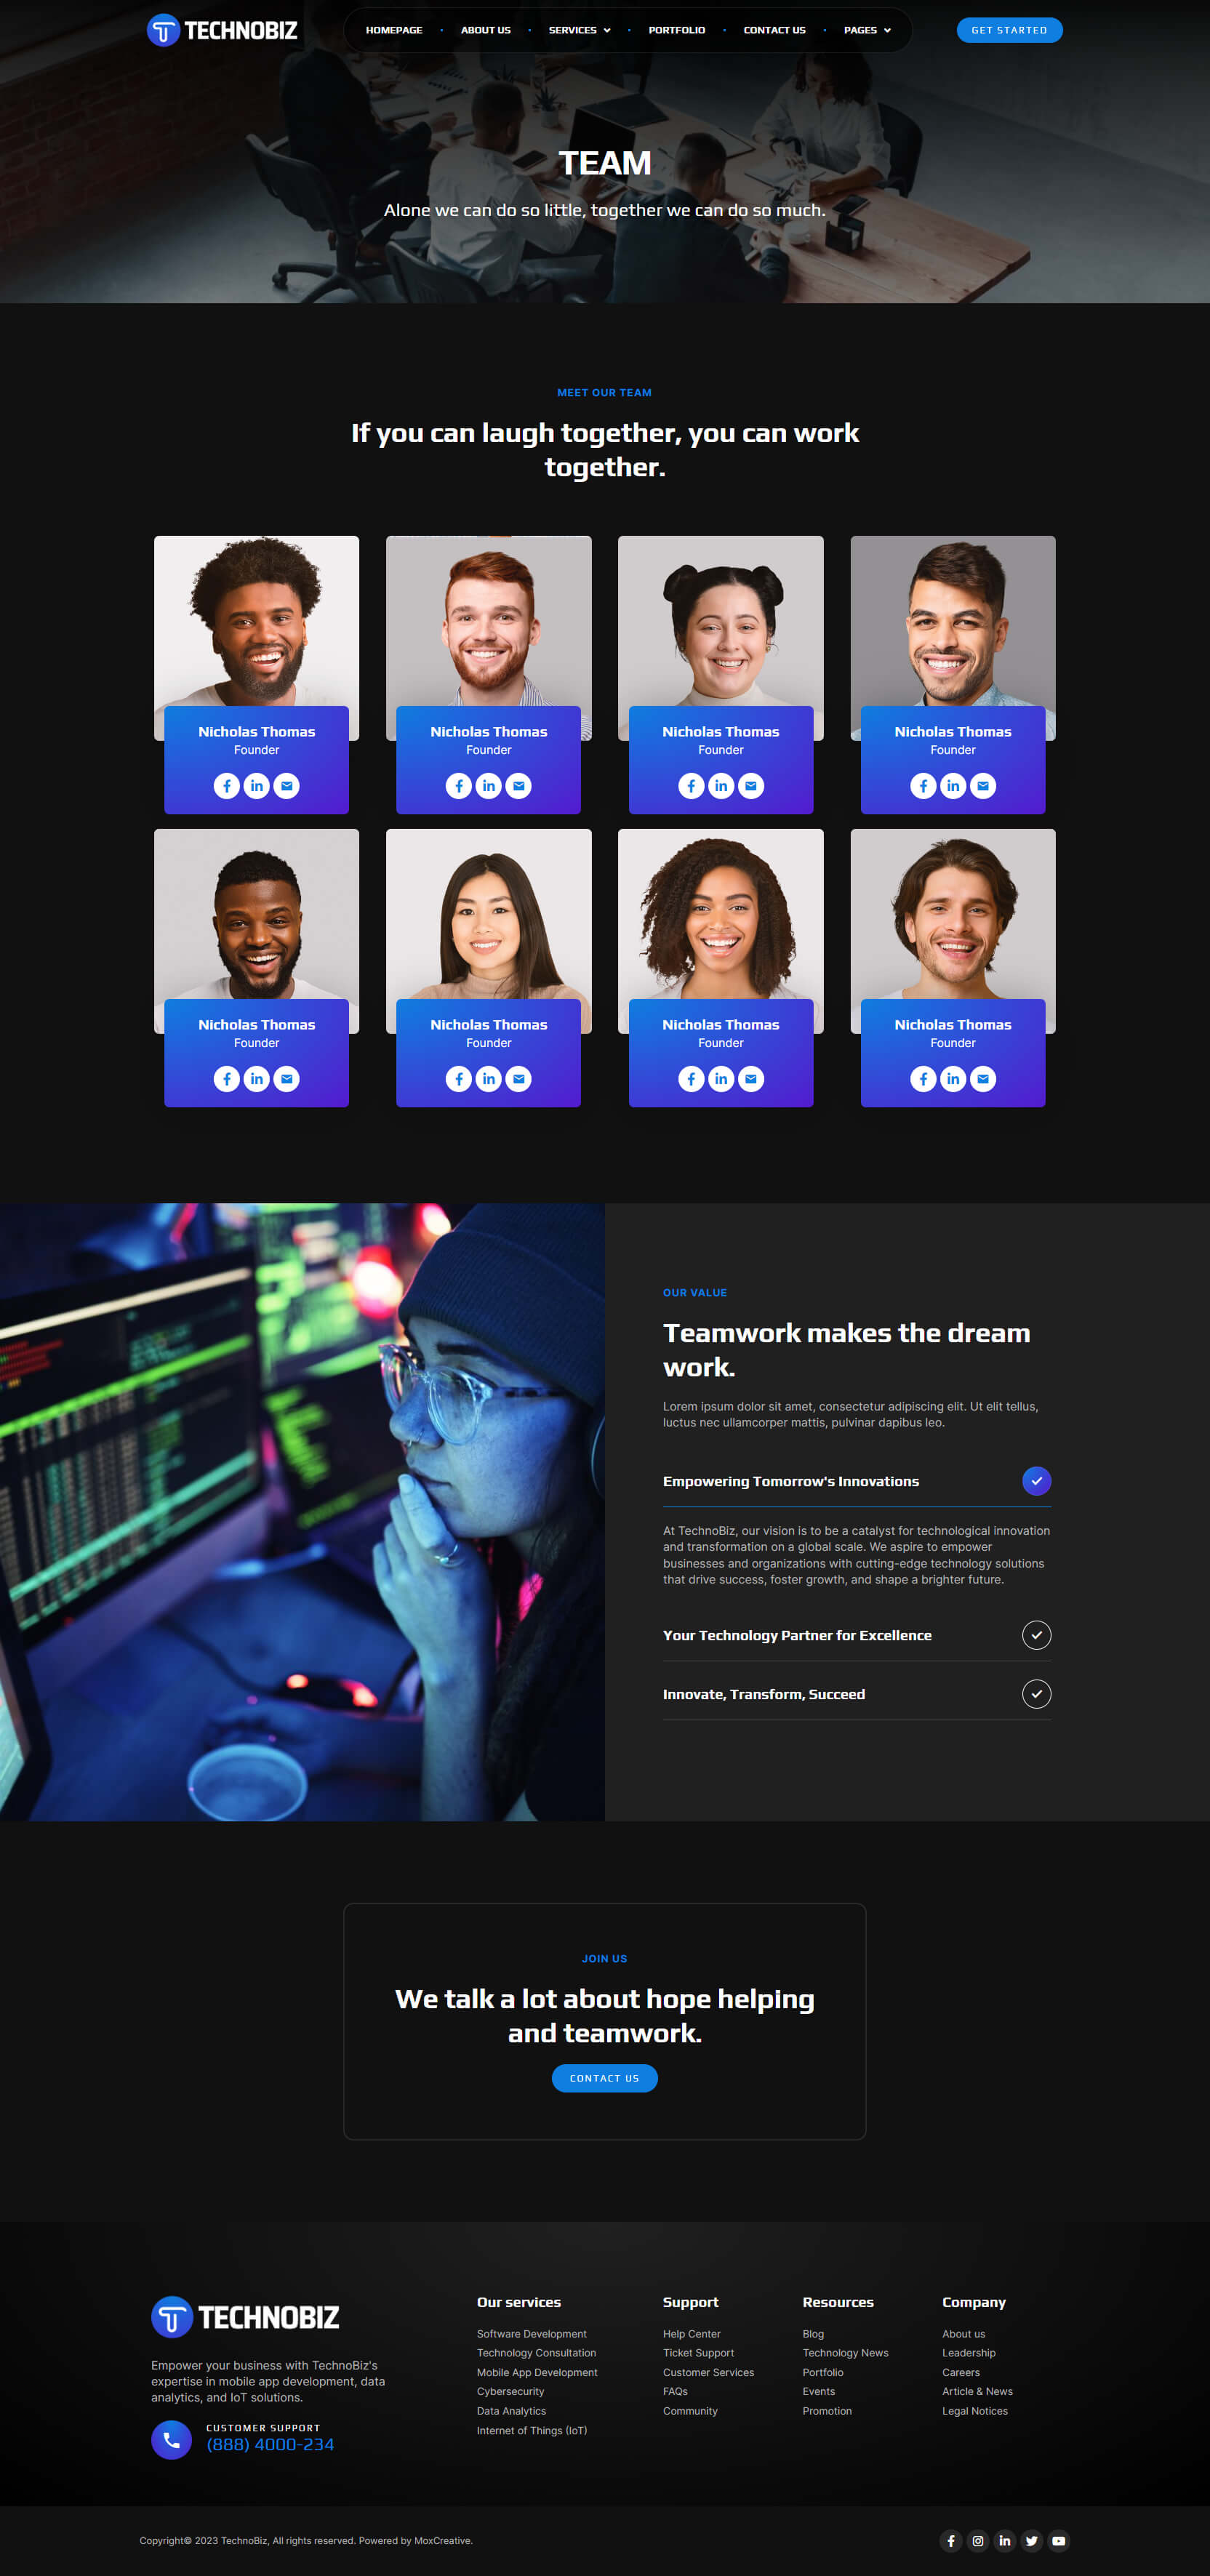 TECHNOBIZ
HOMEPAGE
ABOUT US
SERVICES
PORTFOLIO
CONTACT US
PAGES
GET STARTED
TEAM
Alone we can do so little, together we can do so much.
MEET OUR TEAM
If you can laugh together, you can work
together.
Nicholas Thomas
Founder
Nicholas Thomas
Founder
Nicholas Thomas
Founder
Nicholas Thomas
Founder
Nicholas Thomas
Founder
Nicholas Thomas
Founder
Nicholas Thomas
Founder
Nicholas Thomas
Founder
OUR VALUE
Teamwork makes the dream
work.
Lorem ipsum dolor sit amet, consectetur adipiscing elit. Ut elit tellus,
luctus nec ullamcorper mattis, pulvinar dapibus leo.
Empowering Tomorrow's Innovations
At TechnoBiz, our vision is to be a catalyst for technological innovation
and transformation on a global scale. We aspire to empower
businesses and organizations with cutting-edge technology solutions
that drive success, foster growth, and shape a brighter future.
Your Technology Partner for Excellence
Innovate, Transform, Succeed
JOIN US
We talk a lot about hope helping
and teamwork.
CONTACT US
TECHNOBIZ
Empower your business with TechnoBiz's
expertise in mobile app development, data
analytics, and IoT solutions.
CUSTOMER SUPPORT
(888) 4000-234
Our services
Software Development
Technology Consultation
Mobile App Development
Cybersecurity
Data Analytics
Internet of Things (IoT)
Support
Help Center
Ticket Support
Customer Services
FAQs
Community
Resources
Blog
Technology News
Portfolio
Events
Promotion
Company
About us
Leadership
Careers
Article & News
Legal Notices
Copyright© 2023 TechnoBiz, All rights reserved. Powered by MoxCreative.